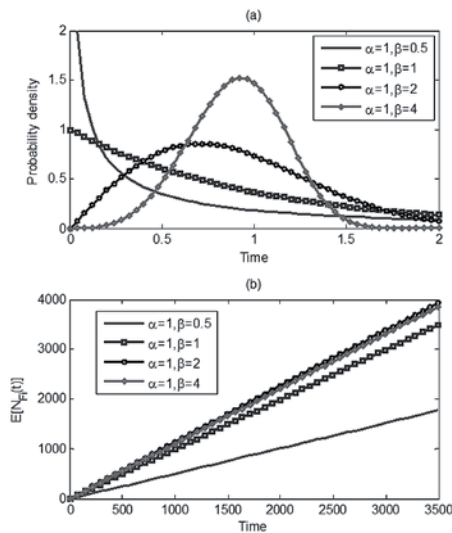 (a)
2
1.5
1
0.5
0
Probability density
α=1,β=0.5
α=1,β=1
α=1,β=2
α=1,β=4
0 0.5 1 1.5 2
Time
(b)
4000
3000
2000
1000
0
E[N_Fi(t)]
α=1,β=0.5
α=1,β=1
α=1,β=2
α=1,β=4
0 500 1000 1500 2000 2500 3000 3500
Time